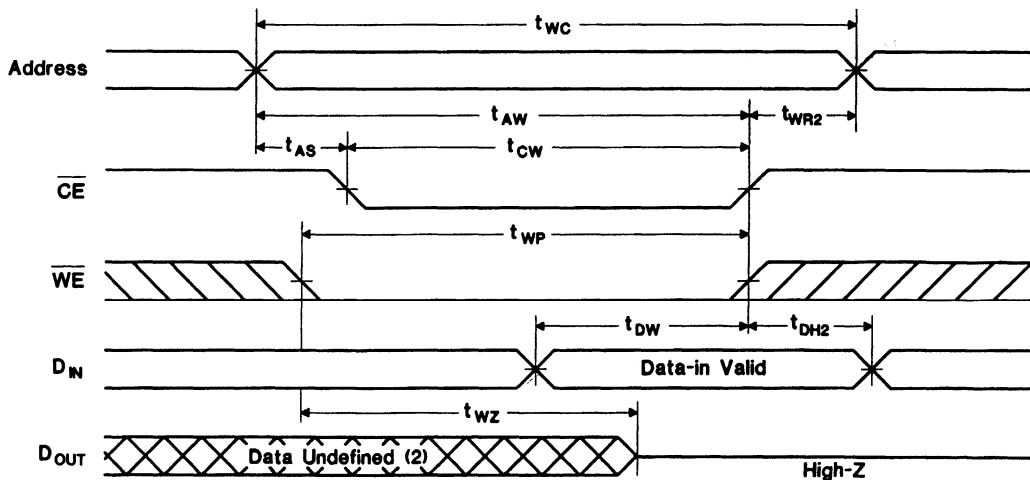 tWC
Address
tAW
tWR2
tAS
tCW
CE
tWP
WE
tDW
tDH2
DIN
Data-in Valid
tWZ
DOUT
Data Undefined (2)
High-Z